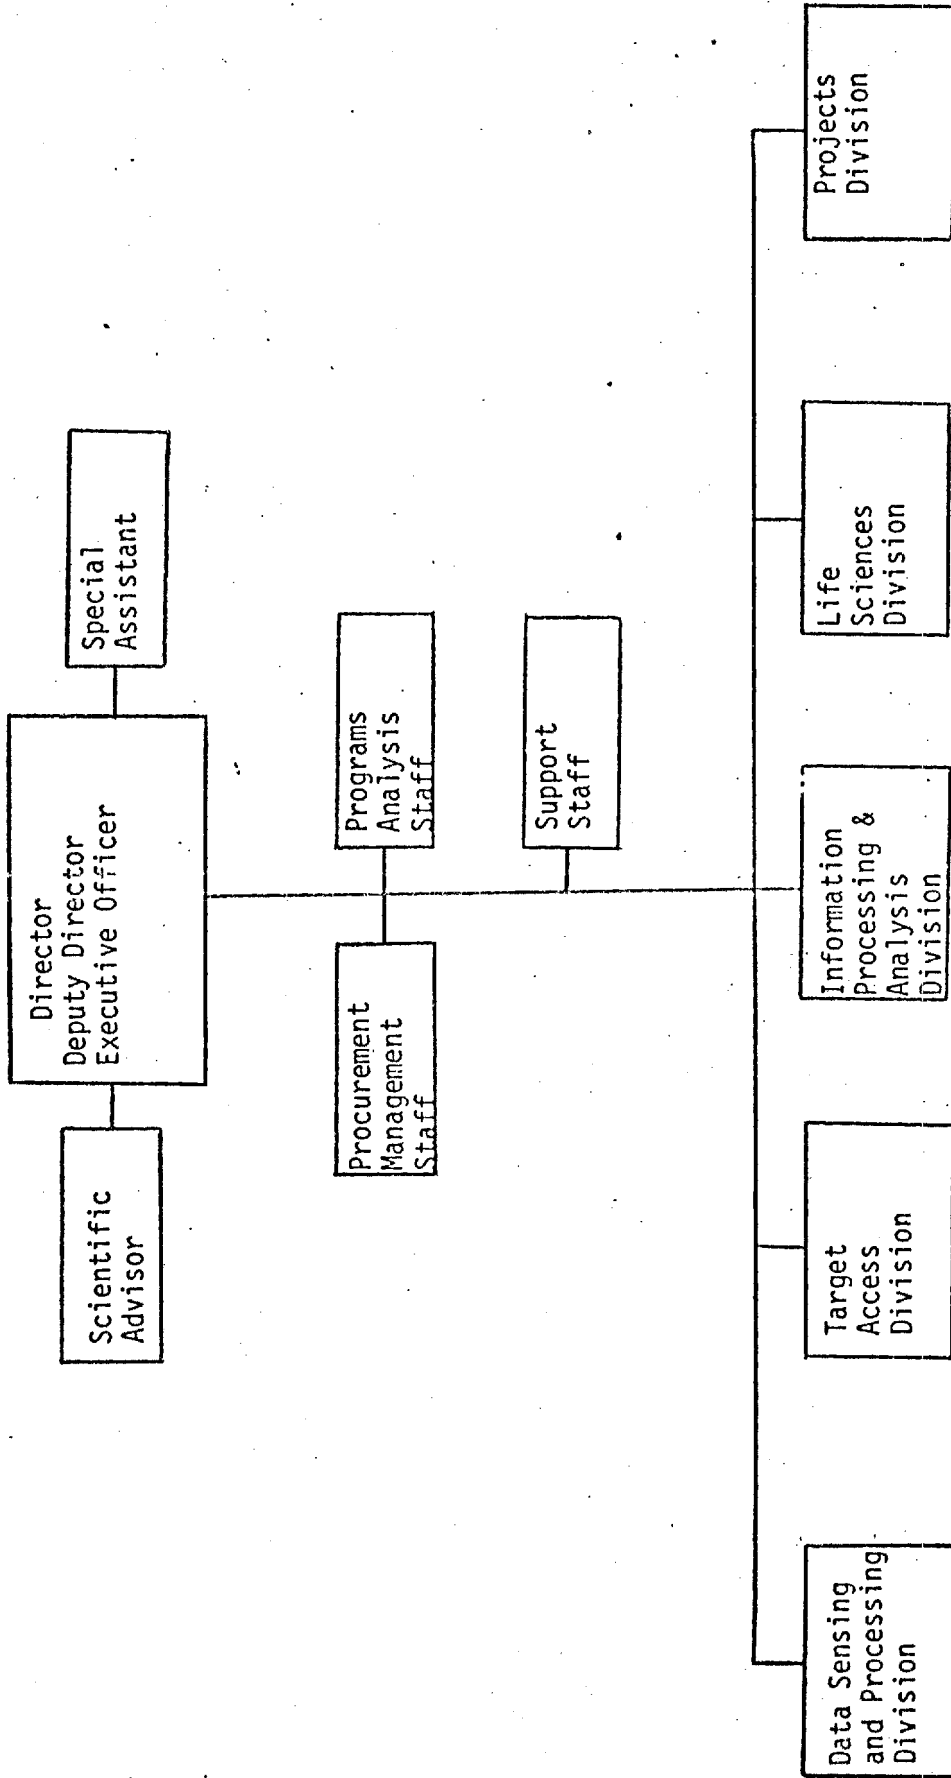 Director
Deputy Director
Executive Officer
Scientific
Advisor
Special
Assistant
Procurement
Management
Staff
Programs
Analysis
Staff
Support
Staff
Data Sensing
and Processing
Division
Target
Access
Division
Information
Processing &
Analysis
Division
Life
Sciences
Division
Projects
Division